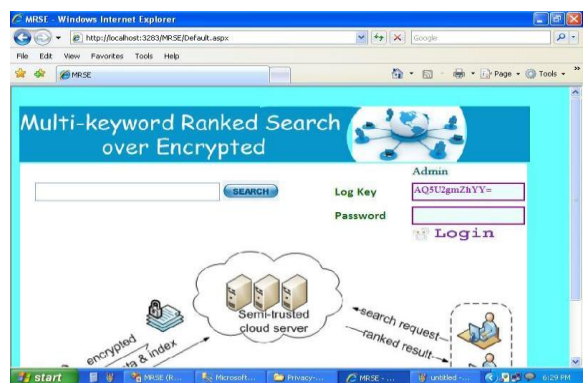 MRSE - Windows Internet Explorer
http://localhost:3283/MRSE/Default.aspx
Google
File Edit View Favorites Tools Help
MRSE
Page Tools
Multi-keyword Ranked Search
over Encrypted
Admin
SEARCH
Log Key
AQ5U2gmZhYY=
Password
Login
Semi-trusted
cloud server
search request
ranked result
encrypted
ta & index
start
MRSE (R...
Microsoft...
Privacy-...
MRSE - ...
untitled - ...
6:29 PM